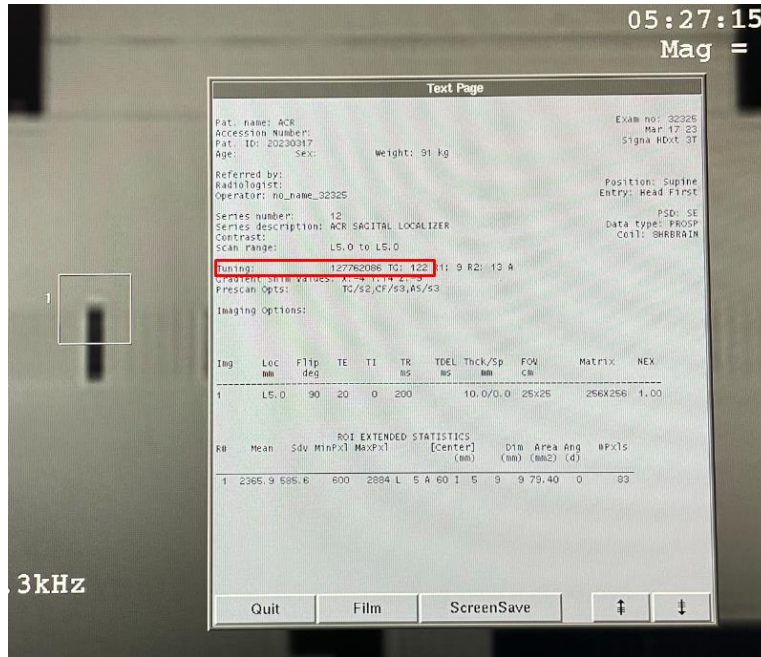 05:27:15
Mag =
Text Page
Pat. name: ACR
Exam no: 32325
Accession Number:
Mar 17 23
Pat. ID: 20230317
Signa HDxt 3T
Age: Sex: Weight: 91 kg
Referred by:
Radiologist:
Position: Supine
Operator: no_name_32325
Entry: Head First
Series number: 12
PSD: SE
Series description: ACR SAGITAL LOCALIZER
Data type: PROSP
Contrast:
Coil: 8HRBRAIN
Scan range: L5.0 to L5.0
Tuning: 127762086 TG: 122 R1: 9 R2: 13 A
Gradient Shim Values: X:-4 Y:14 Z:-5
Prescan Opts: TG/s2,CF/s3,AS/s3
1
Imaging Options:
Img Loc Flip TE TI TR TDEL Thck/Sp FOV Matrix NEX
mm deg ms ms mm cm
1 L5.0 90 20 0 200 10.0/0.0 25x25 256X256 1.00
ROI EXTENDED STATISTICS
R# Mean Sdv MinPxl MaxPxl [Center] Dim Area Ang #Pxls
(mm) (mm) (mm2) (d)
1 2365.9 585.6 600 2884 L 5 A 60 I 5 9 9 79.40 0 83
.3kHz
Quit Film ScreenSave